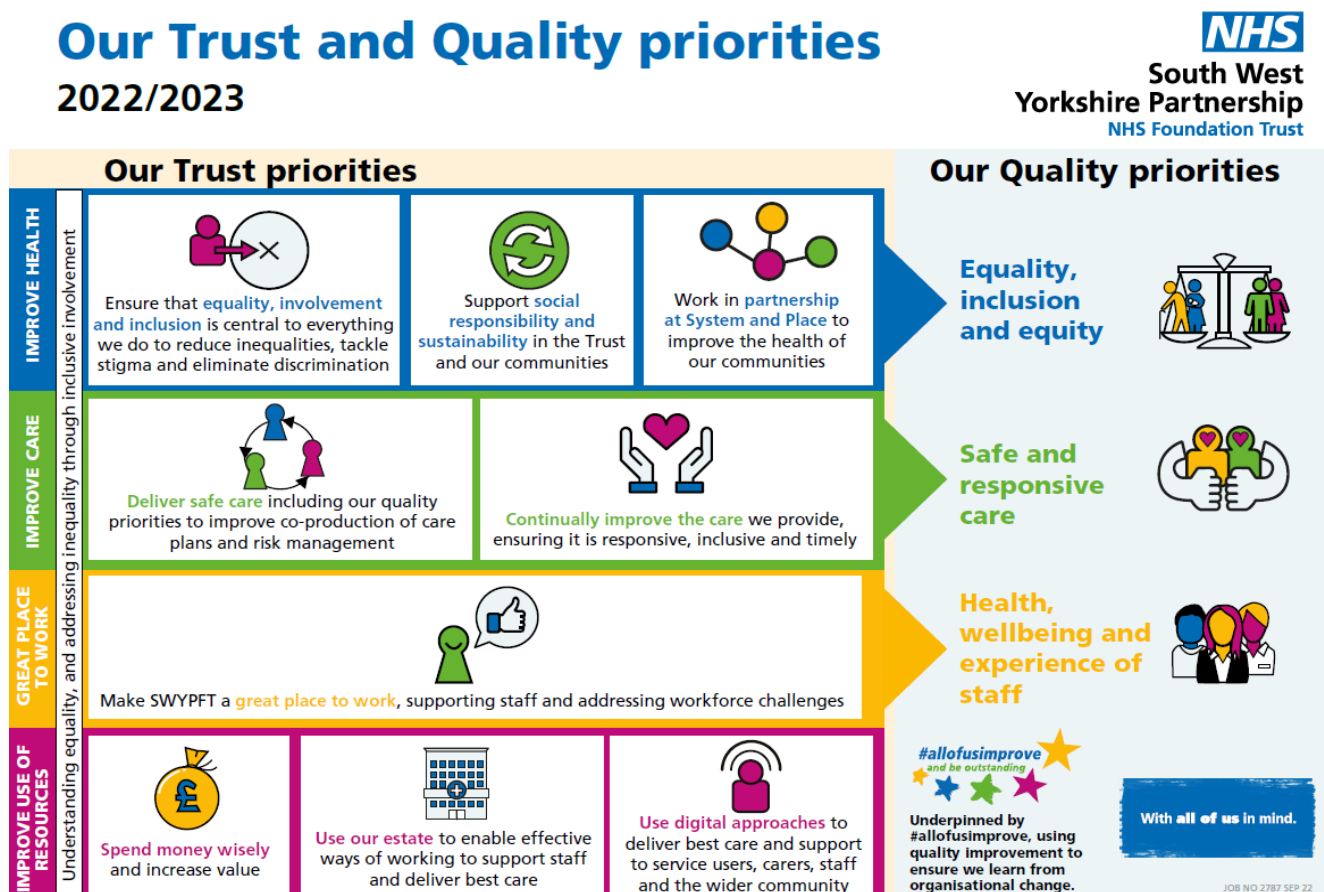 Our Trust and Quality priorities
2022/2023
NHS
South West
Yorkshire Partnership
NHS Foundation Trust
Our Trust priorities
Our Quality priorities
Understanding equality, and addressing inequality through inclusive involvement
IMPROVE HEALTH
Ensure that equality, involvement
and inclusion is central to everything
we do to reduce inequalities, tackle
stigma and eliminate discrimination
Support social
responsibility and
sustainability in the Trust
and our communities
Work in partnership
at System and Place to
improve the health of
our communities
Equality,
inclusion
and equity
IMPROVE CARE
Deliver safe care including our quality
priorities to improve co-production of care
plans and risk management
Continually improve the care we provide,
ensuring it is responsive, inclusive and timely
Safe and
responsive
care
GREAT PLACE
TO WORK
Make SWYPFT a great place to work, supporting staff and addressing workforce challenges
Health,
wellbeing and
experience of
staff
IMPROVE USE OF
RESOURCES
£
Spend money wisely
and increase value
Use our estate to enable effective
ways of working to support staff
and deliver best care
Use digital approaches to
deliver best care and support
to service users, carers, staff
and the wider community
#allofusimprove
and be outstanding
Underpinned by
#allofusimprove, using
quality improvement to
ensure we learn from
organisational change.
With all of us in mind.
JOB NO 2787 SEP 22